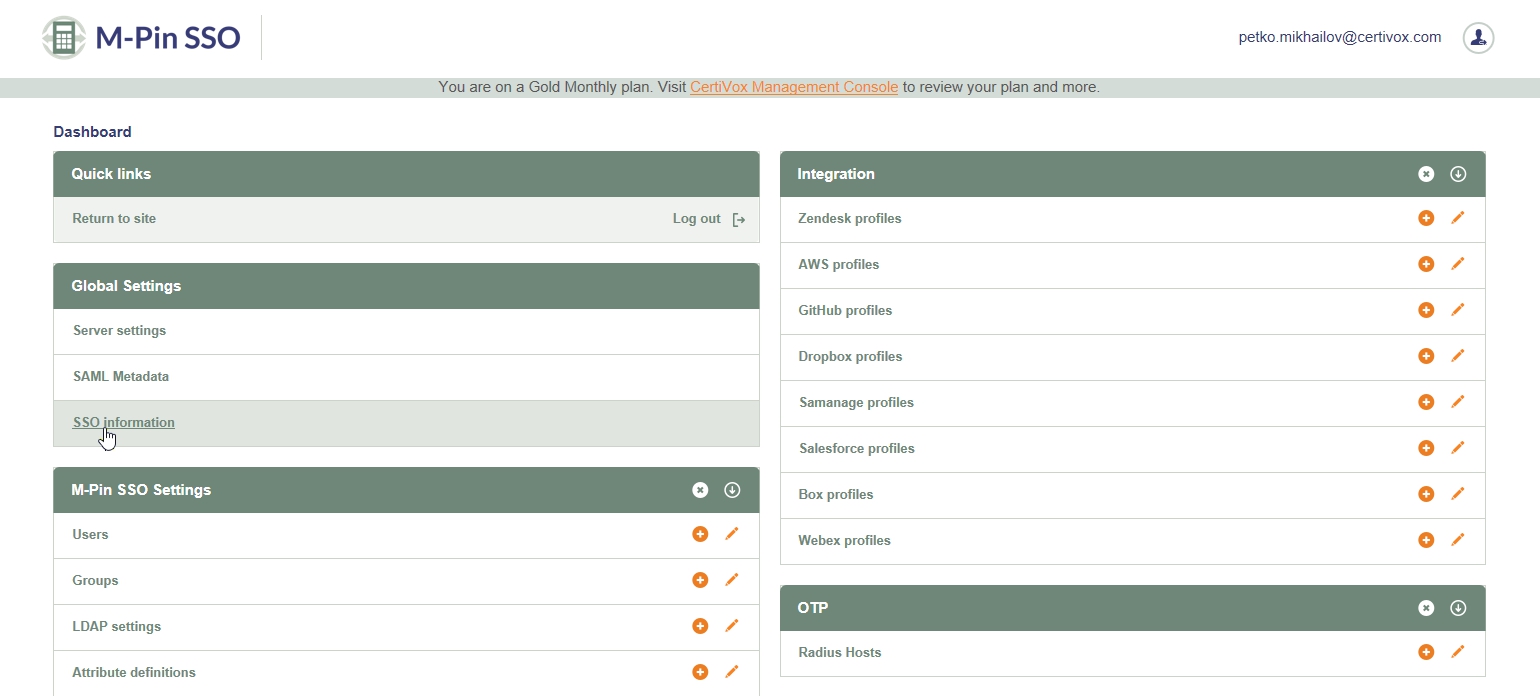 M-Pin SSO
petko.mikhailov@certivox.com
You are on a Gold Monthly plan. Visit CertiVox Management Console to review your plan and more.
Dashboard
Quick links
Return to site
Log out
Global Settings
Server settings
SAML Metadata
SSO information
M-Pin SSO Settings
Users
Groups
LDAP settings
Attribute definitions
Integration
Zendesk profiles
AWS profiles
GitHub profiles
Dropbox profiles
Samanage profiles
Salesforce profiles
Box profiles
Webex profiles
OTP
Radius Hosts